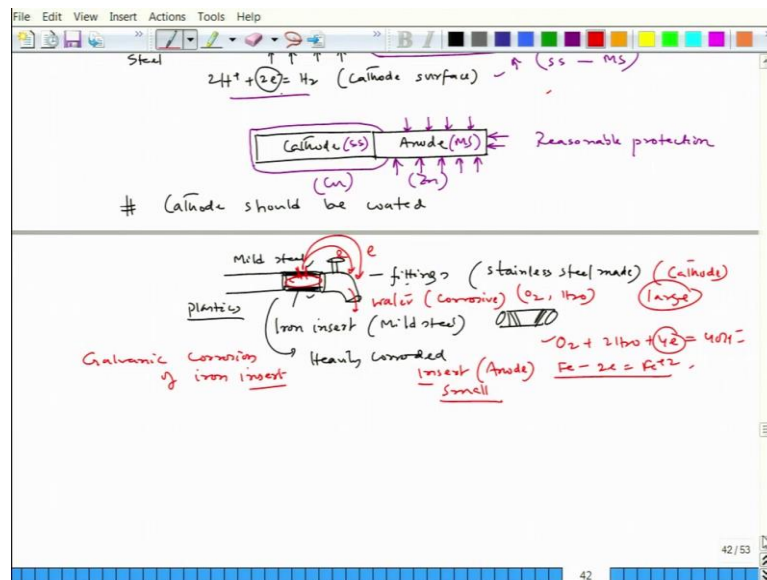 File Edit View Insert Actions Tools Help
B I
Steel
(SS — MS)
2H⁺ + 2e = H₂ (Cathode surface)
Cathode (SS) Anode (MS) Reasonable protection
(Cu) (Zn)
# Cathode should be coated
Mild steel e e
— fittings (stainless steel made) (Cathode)
water (corrosive) (O₂, H₂O) (large)
plastics
Iron insert (Mild steel)
O₂ + 2H₂O + 4e = 4OH⁻
Galvanic Corrosion Heavily corroded
of iron insert
Insert (Anode) Fe - 2e = Fe⁺²
Small
42 / 53
42